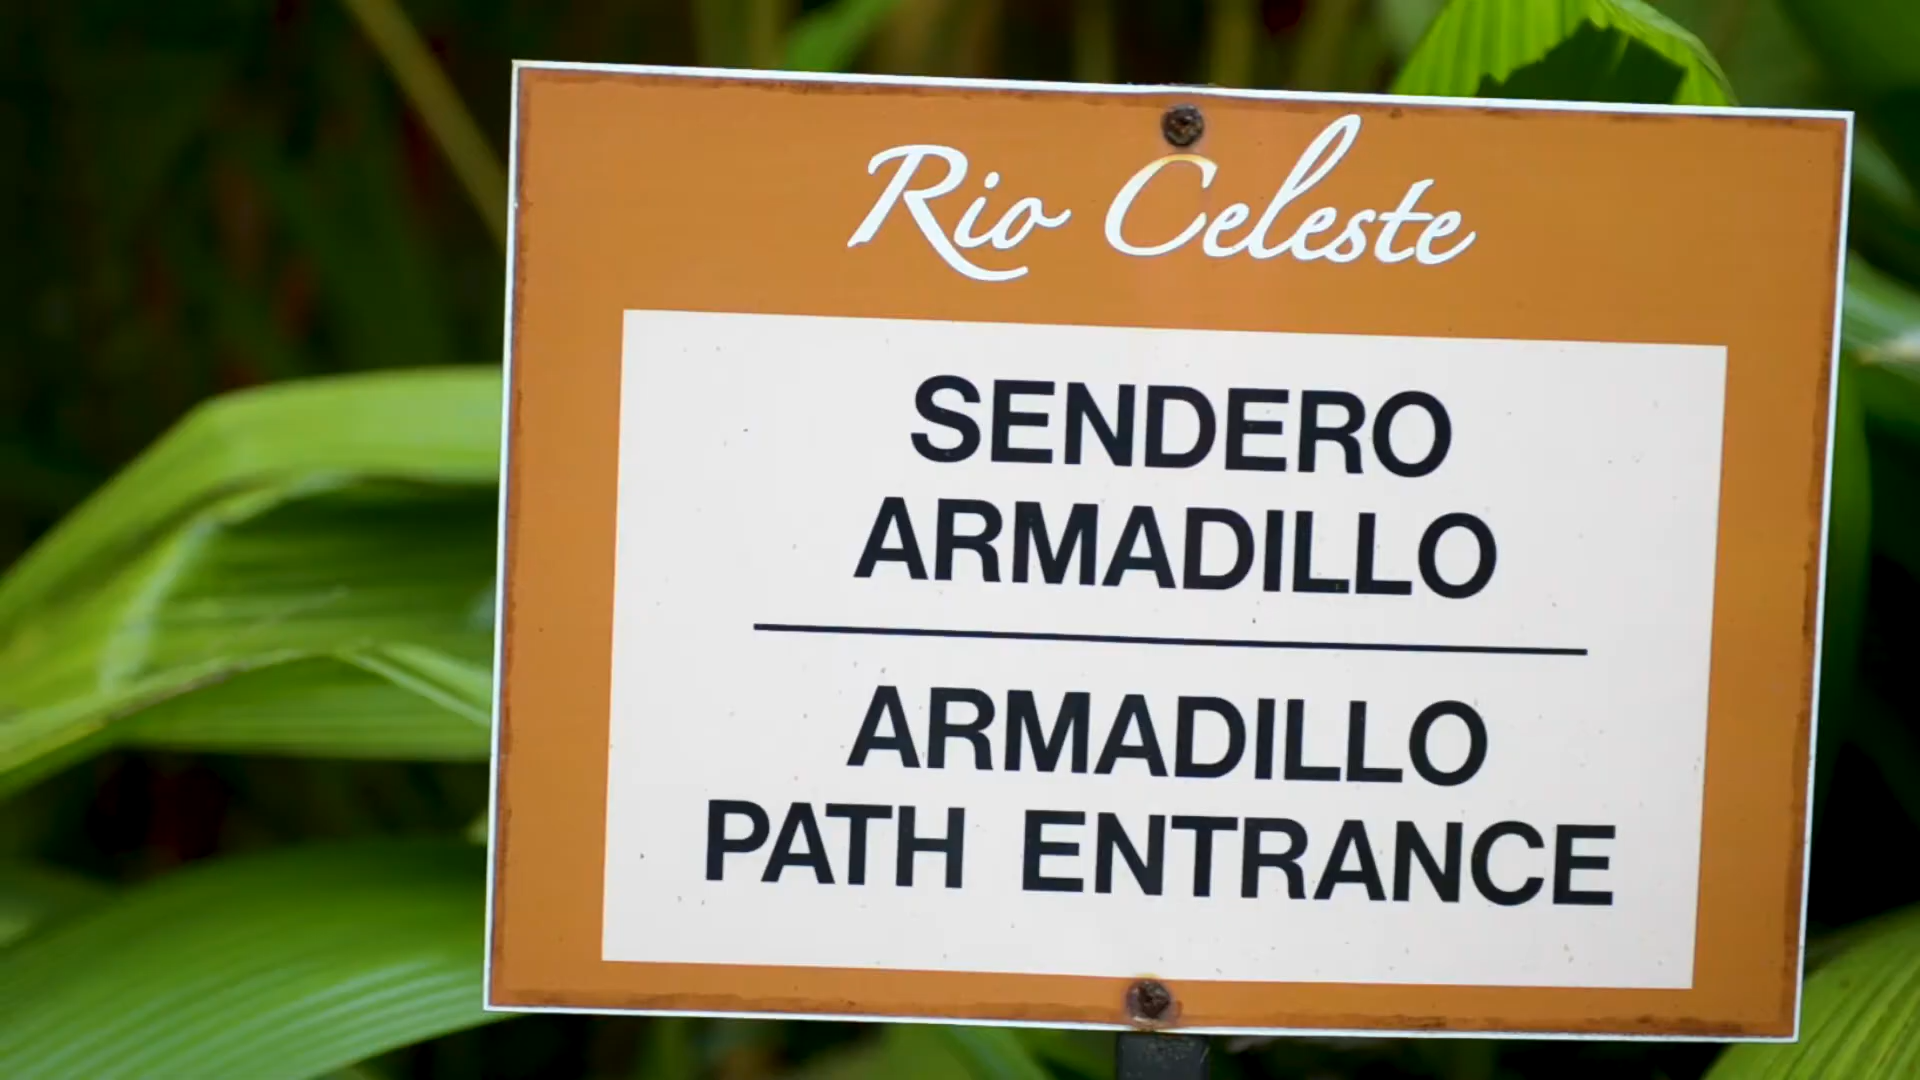 Rio Celeste
SENDERO
ARMADILLO
ARMADILLO
PATH ENTRANCE